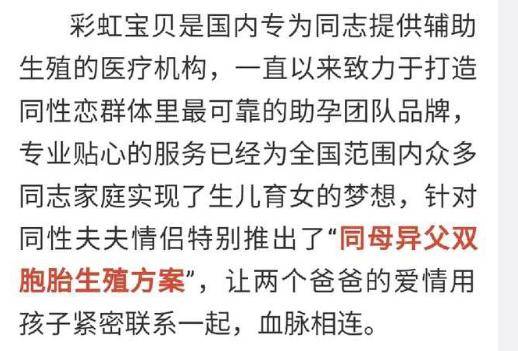 彩虹宝贝是国内专为同志提供辅助
生殖的医疗机构，一直以来致力于打造
同性恋群体里最可靠的助孕团队品牌，
专业贴心的服务已经为全国范围内众多
同志家庭实现了生儿育女的梦想，针对
同性夫夫情侣特别推出了“同母异父双
胞胎生殖方案”，让两个爸爸的爱情用
孩子紧密联系一起，血脉相连。